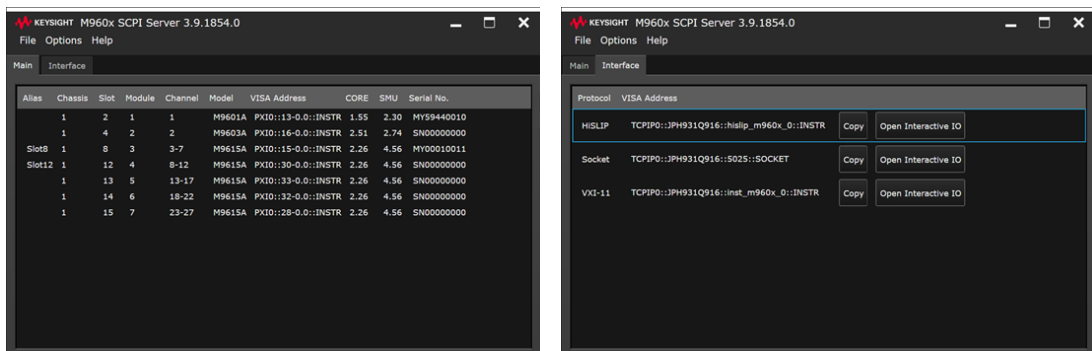 KEYSIGHT M960x SCPI Server 3.9.1854.0
File Options Help
Main Interface
Alias Chassis Slot Module Channel Model VISA Address CORE SMU Serial No.
1 2 1 1 M9601A PXI0::13-0.0::INSTR 1.55 2.30 MY59440010
1 4 2 2 M9603A PXI0::16-0.0::INSTR 2.51 2.74 SN00000000
Slot8 1 8 3 3-7 M9615A PXI0::15-0.0::INSTR 2.26 4.56 MY00010011
Slot12 1 12 4 8-12 M9615A PXI0::30-0.0::INSTR 2.26 4.56 SN00000000
1 13 5 13-17 M9615A PXI0::33-0.0::INSTR 2.26 4.56 SN00000000
1 14 6 18-22 M9615A PXI0::32-0.0::INSTR 2.26 4.56 SN00000000
1 15 7 23-27 M9615A PXI0::28-0.0::INSTR 2.26 4.56 SN00000000
KEYSIGHT M960x SCPI Server 3.9.1854.0
File Options Help
Main Interface
Protocol VISA Address
HiSLIP TCPIP0::JPH931Q916::hislip_m960x_0::INSTR Copy Open Interactive IO
Socket TCPIP0::JPH931Q916::5025::SOCKET Copy Open Interactive IO
VXI-11 TCPIP0::JPH931Q916::inst_m960x_0::INSTR Copy Open Interactive IO